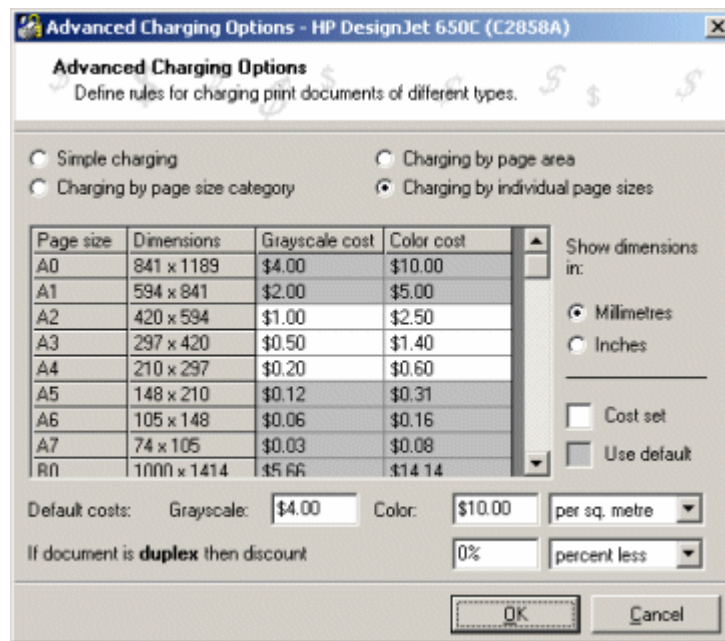 Advanced Charging Options - HP DesignJet 650C (C2858A)
Advanced Charging Options
Define rules for charging print documents of different types.
Simple charging
Charging by page area
Charging by page size category
Charging by individual page sizes
Page size Dimensions Grayscale cost Color cost
A0 841 x 1189 $4.00 $10.00
A1 594 x 841 $2.00 $5.00
A2 420 x 594 $1.00 $2.50
A3 297 x 420 $0.50 $1.40
A4 210 x 297 $0.20 $0.60
A5 148 x 210 $0.12 $0.31
A6 105 x 148 $0.06 $0.16
A7 74 x 105 $0.03 $0.08
B0 1000 x 1414 $5.66 $14.14
Show dimensions
in:
Millimetres
Inches
Cost set
Use default
Default costs: Grayscale: $4.00 Color: $10.00 per sq. metre
If document is duplex then discount 0% percent less
OK Cancel